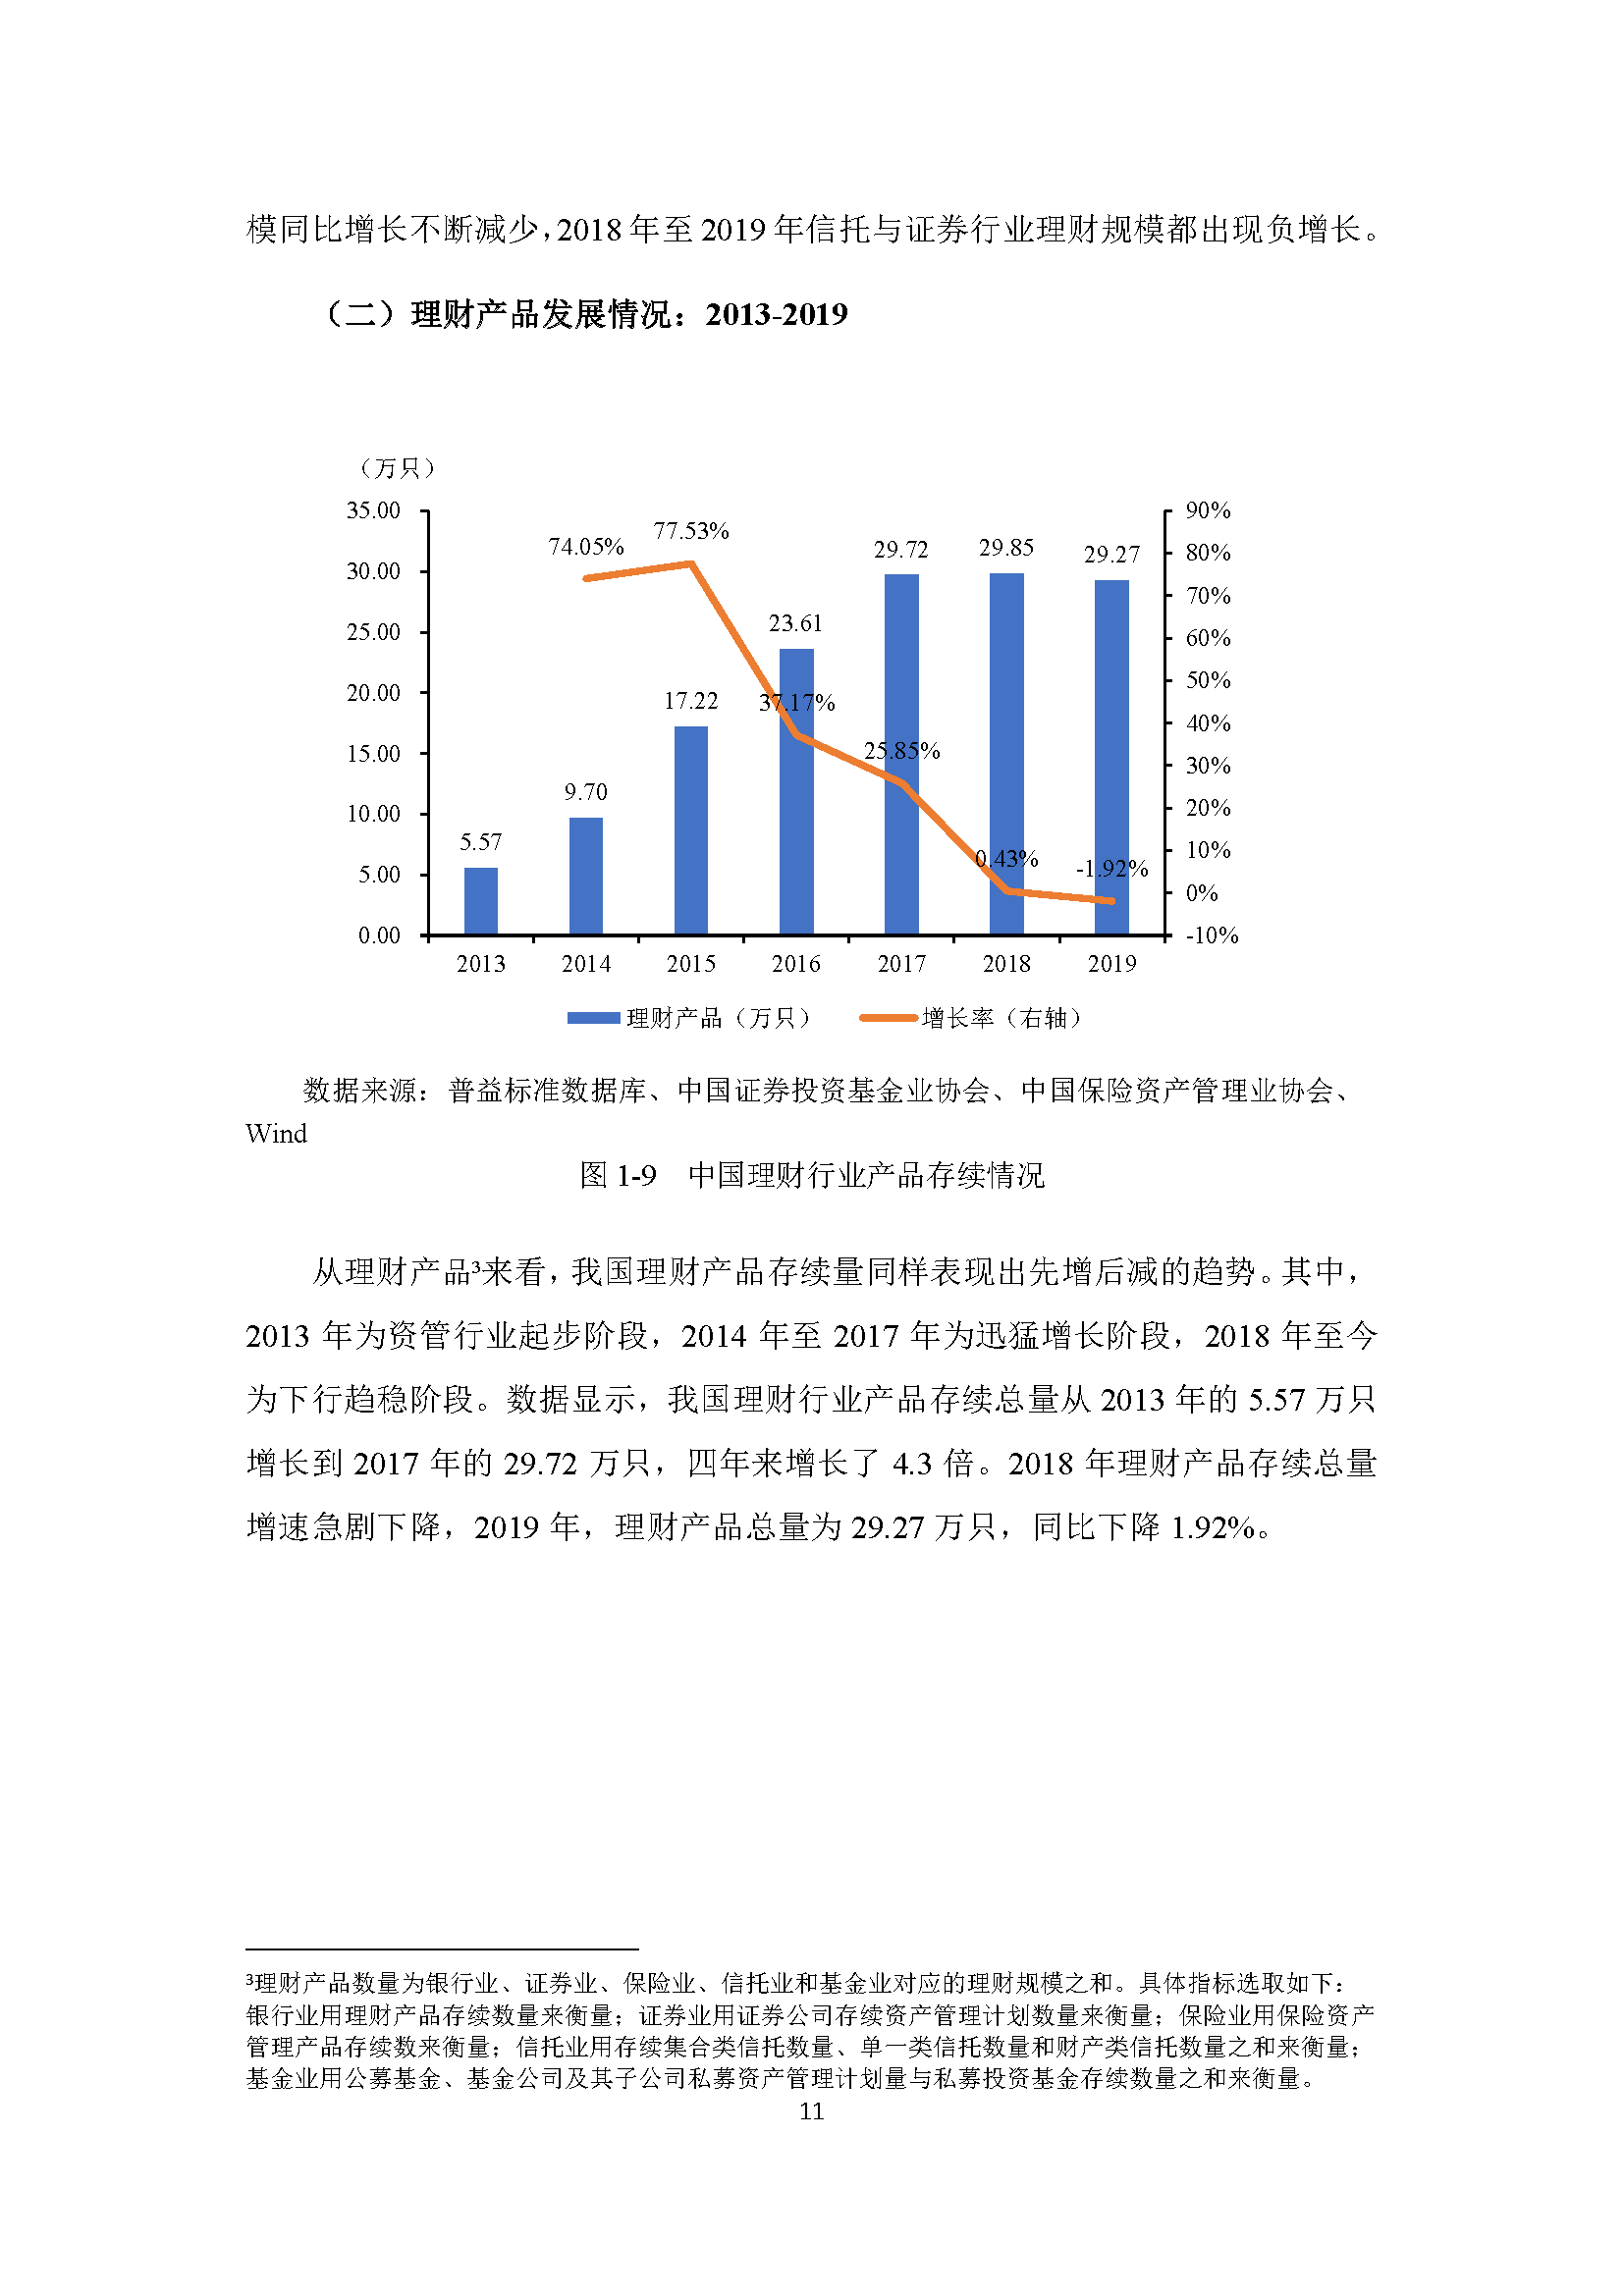 模同比增长不断减少，2018 年至 2019 年信托与证券行业理财规模都出现负增长。
（二）理财产品发展情况：2013-2019
（万只）
35.00
30.00
25.00
20.00
15.00
10.00
5.00
0.00
90%
80%
70%
60%
50%
40%
30%
20%
10%
0%
-10%
5.57
9.70
17.22
23.61
29.72
29.85
29.27
74.05%
77.53%
37.17%
25.85%
0.43%
-1.92%
2013 2014 2015 2016 2017 2018 2019
理财产品（万只） 增长率（右轴）
数据来源：普益标准数据库、中国证券投资基金业协会、中国保险资产管理业协会、
Wind
图 1-9 中国理财行业产品存续情况
从理财产品³来看，我国理财产品存续量同样表现出先增后减的趋势。其中，
2013 年为资管行业起步阶段，2014 年至 2017 年为迅猛增长阶段，2018 年至今
为下行趋稳阶段。数据显示，我国理财行业产品存续总量从 2013 年的 5.57 万只
增长到 2017 年的 29.72 万只，四年来增长了 4.3 倍。2018 年理财产品存续总量
增速急剧下降，2019 年，理财产品总量为 29.27 万只，同比下降 1.92%。
³理财产品数量为银行业、证券业、保险业、信托业和基金业对应的理财规模之和。具体指标选取如下：
银行业用理财产品存续数量来衡量；证券业用证券公司存续资产管理计划数量来衡量；保险业用保险资产
管理产品存续数来衡量；信托业用存续集合类信托数量、单一类信托数量和财产类信托数量之和来衡量；
基金业用公募基金、基金公司及其子公司私募资产管理计划量与私募投资基金存续数量之和来衡量。
11